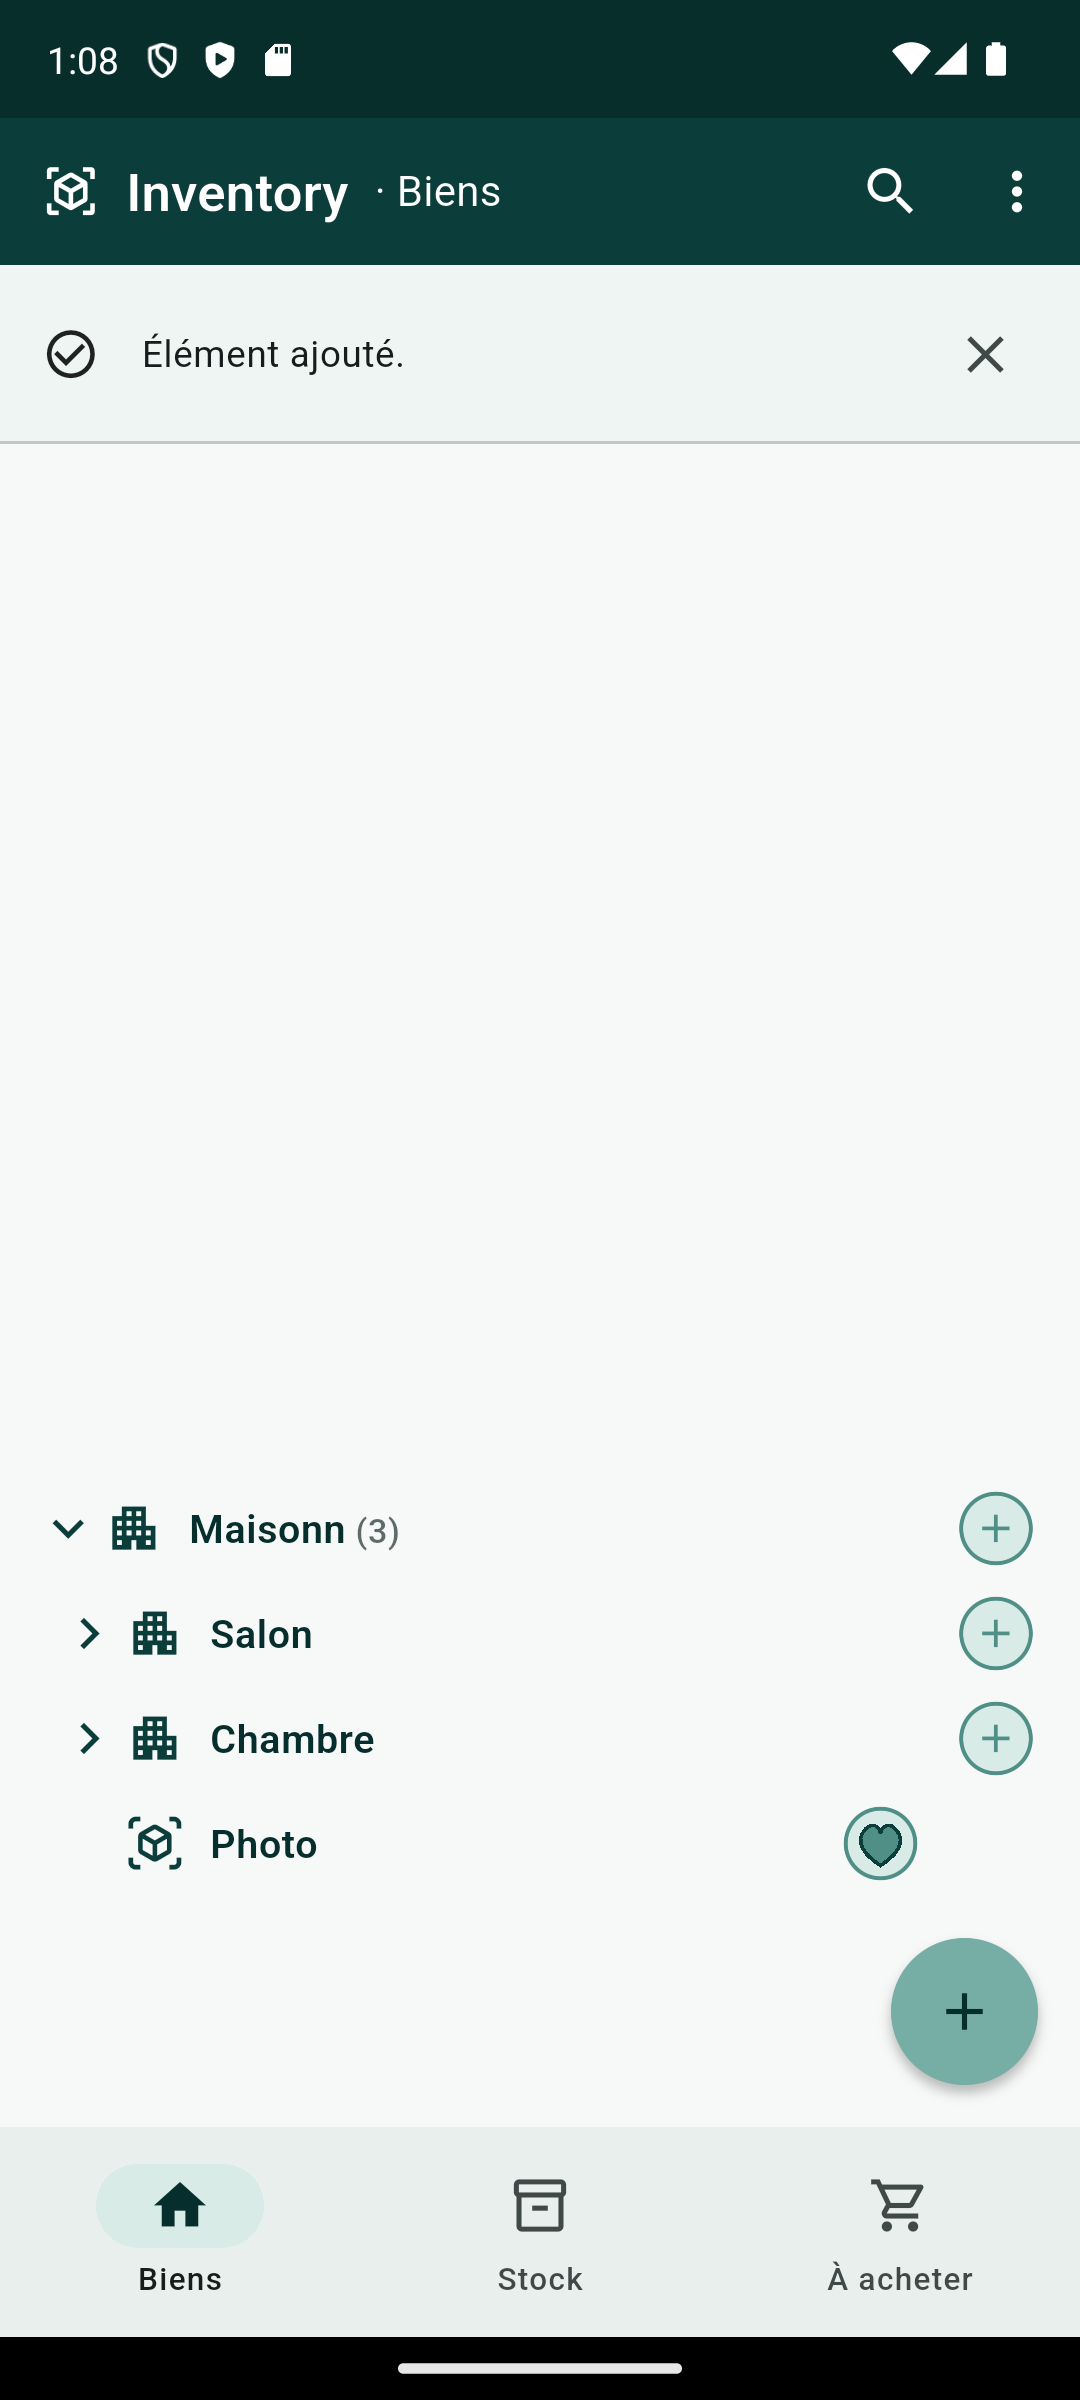 1:08
Inventory · Biens
Élément ajouté.
Maisonn (3)
Salon
Chambre
Photo
Biens
Stock
À acheter